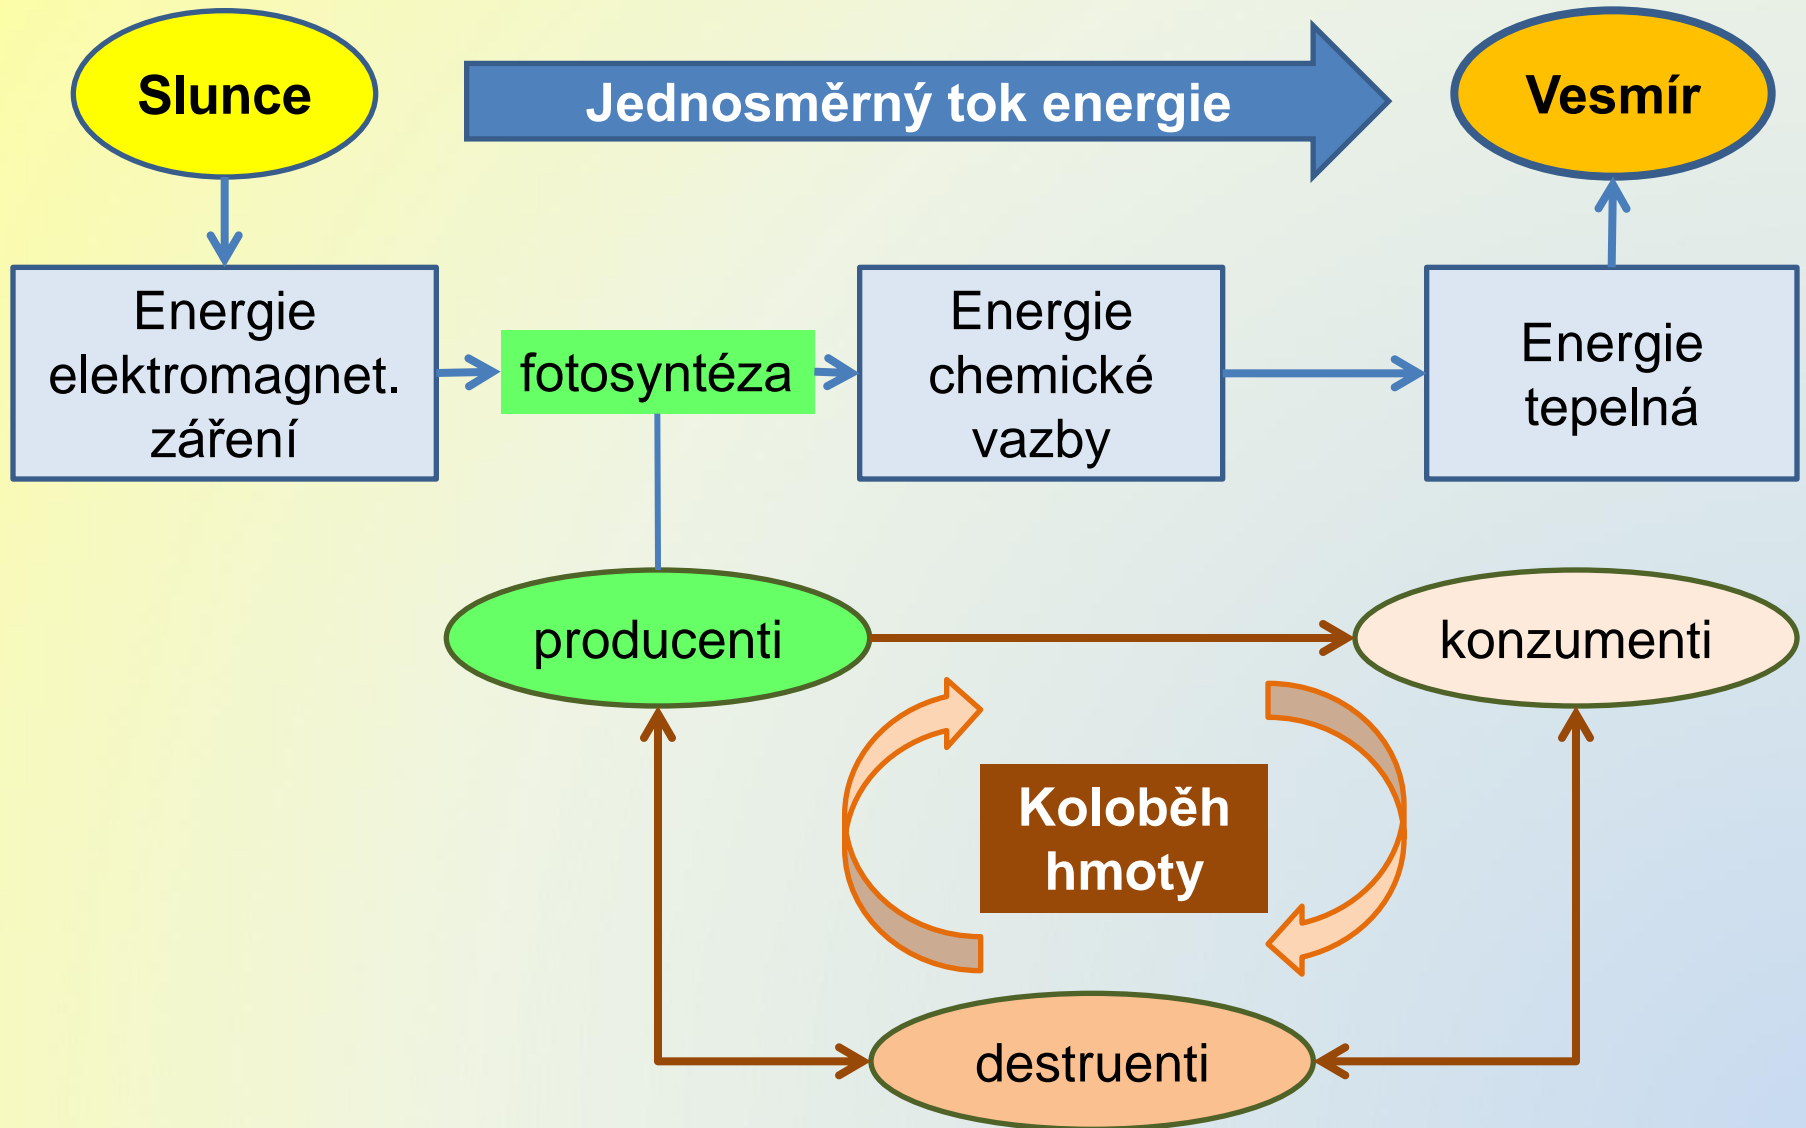 Slunce
Jednosměrný tok energie
Vesmír
Energie
elektromagnet.
záření
fotosyntéza
Energie
chemické
vazby
Energie
tepelná
producenti
konzumenti
Koloběh
hmoty
destruenti